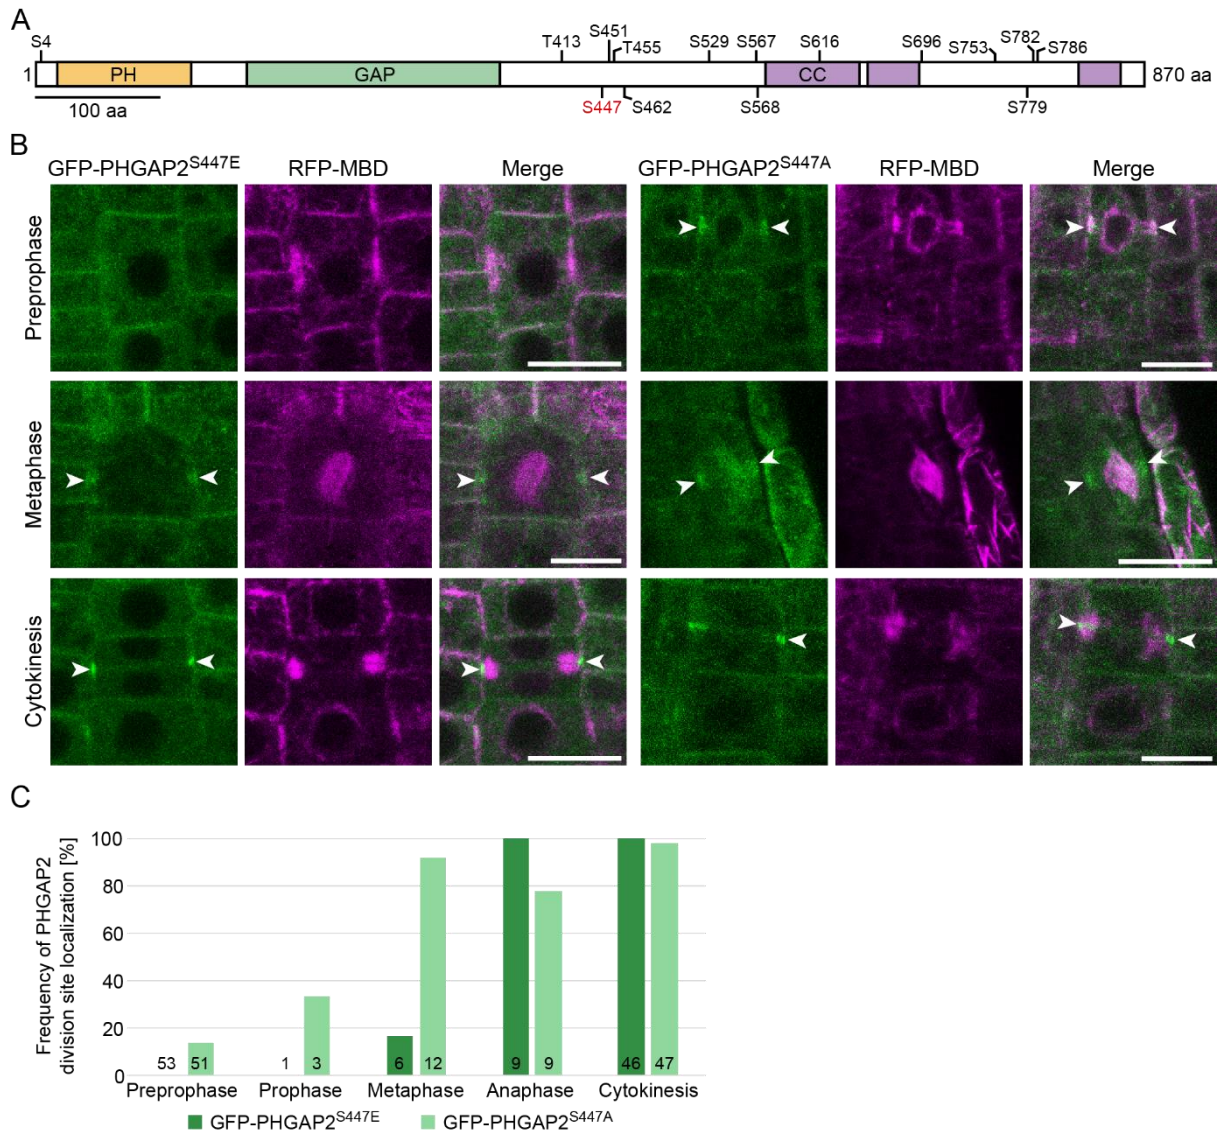 A
S4 T413 S451 T455 S529 S567 S616 S696 S753 S782 S786
1 PH GAP CC 870 aa
100 aa S447 S462 S568 S779
B
GFP-PHGAP2S447E RFP-MBD Merge GFP-PHGAP2S447A RFP-MBD Merge
Preprophase
Metaphase
Cytokinesis
C
Frequency of PHGAP2
division site localization [%]
100
80
60
40
20
0
53 51 1 3 6 12 9 9 46 47
Preprophase Prophase Metaphase Anaphase Cytokinesis
GFP-PHGAP2S447E GFP-PHGAP2S447A